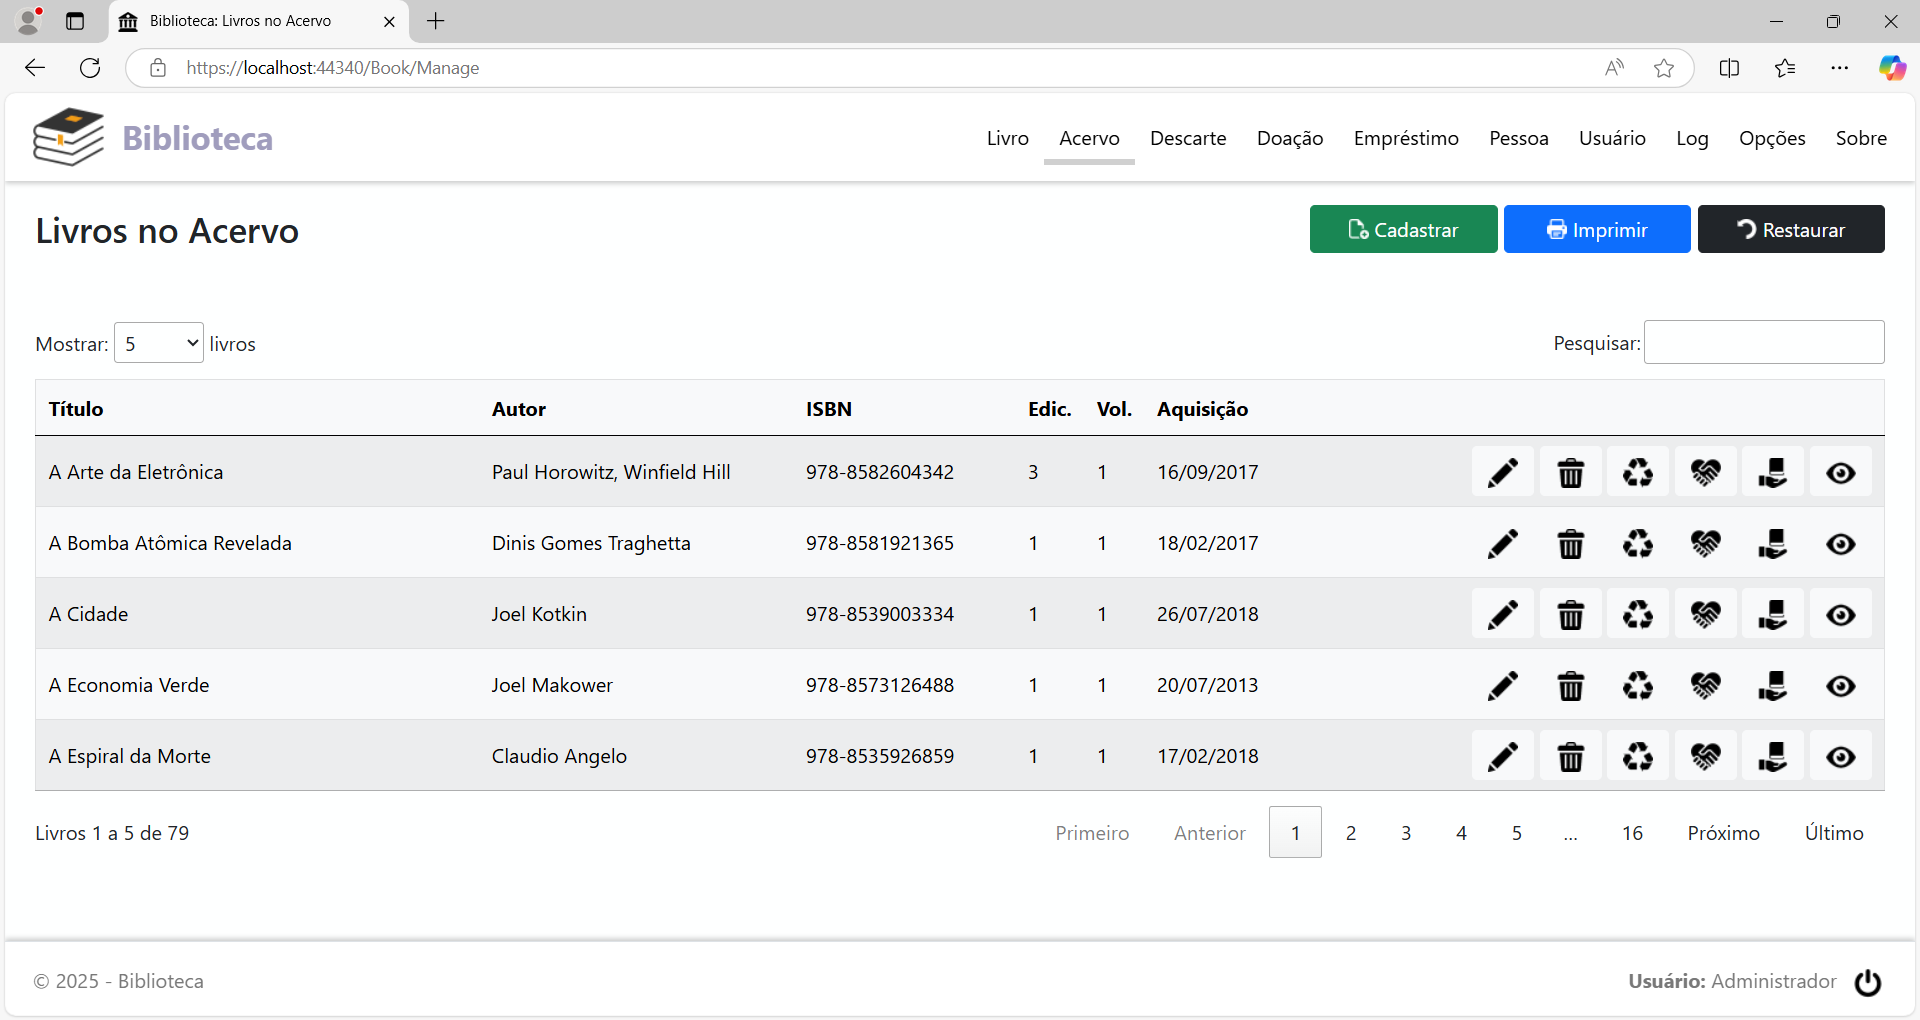 Biblioteca: Livros no Acervo
https://localhost:44340/Book/Manage
Biblioteca
Livro Acervo Descarte Doação Empréstimo Pessoa Usuário Log Opções Sobre
Livros no Acervo
Cadastrar Imprimir Restaurar
Mostrar: 5 livros Pesquisar:
Título Autor ISBN Edic. Vol. Aquisição
A Arte da Eletrônica Paul Horowitz, Winfield Hill 978-8582604342 3 1 16/09/2017
A Bomba Atômica Revelada Dinis Gomes Traghetta 978-8581921365 1 1 18/02/2017
A Cidade Joel Kotkin 978-8539003334 1 1 26/07/2018
A Economia Verde Joel Makower 978-8573126488 1 1 20/07/2013
A Espiral da Morte Claudio Angelo 978-8535926859 1 1 17/02/2018
Livros 1 a 5 de 79 Primeiro Anterior 1 2 3 4 5 ... 16 Próximo Último
© 2025 - Biblioteca Usuário: Administrador